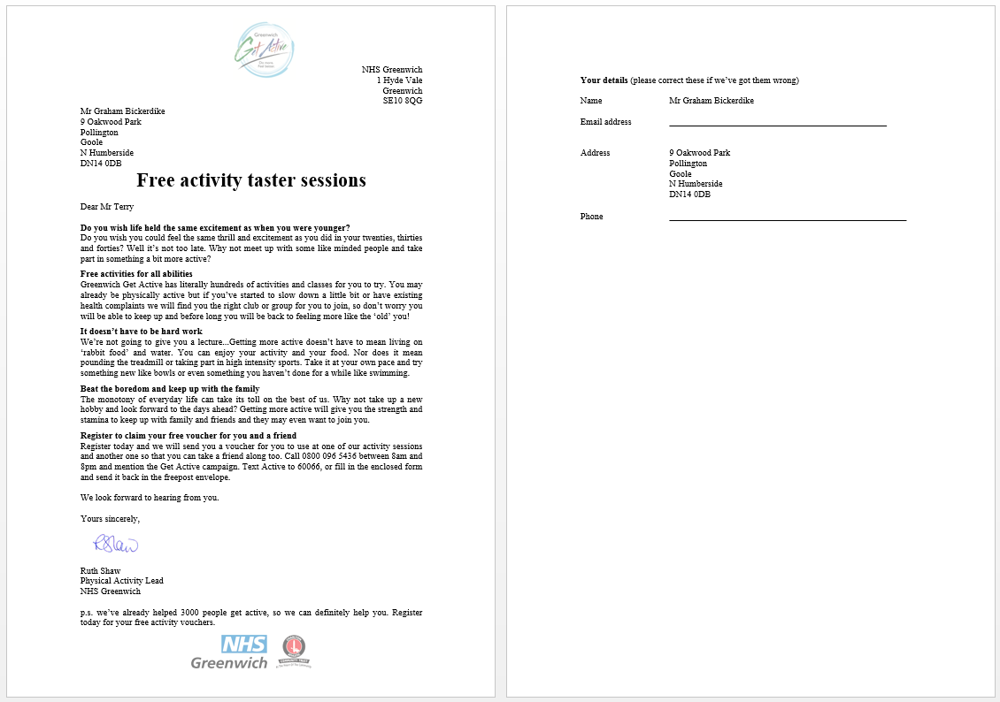 Greenwich
Get Active
NHS Greenwich
1 Hyde Vale
Greenwich
SE10 8QG
Mr Graham Bickerdike
9 Oakwood Park
Pollington
Goole
N Humberside
DN14 0DB
Free activity taster sessions
Dear Mr Terry
Do you wish life held the same excitement as when you were younger?
Do you wish you could feel the same thrill and excitement as you did in your twenties, thirties
and forties? Well it's not too late. Why not meet up with some like minded people and take
part in something a bit more active?
Free activities for all abilities
Greenwich Get Active has literally hundreds of activities and classes for you to try. You may
already be physically active but if you've started to slow down a little bit or have existing
health complaints we will find you the right club or group for you to join, so don't worry you
will be able to keep up and before long you will be back to feeling more like the 'old' you!
It doesn't have to be hard work
We're not going to give you a lecture...Getting more active doesn't have to mean living on
'rabbit food' and water. You can enjoy your activity and your food. Nor does it mean
pounding the treadmill or taking part in high intensity sports. Take it at your own pace and try
something new like bowls or even something you haven't done for a while like swimming.
Beat the boredom and keep up with the family
The monotony of everyday life can take its toll on the best of us. Why not take up a new
hobby and look forward to the days ahead? Getting more active will give you the strength and
stamina to keep up with family and friends and they may even want to join you.
Register to claim your free voucher for you and a friend
Register today and we will send you a voucher for you to use at one of our activity sessions
and another one so that you can take a friend along too. Call 0800 096 5436 between 8am and
8pm and mention the Get Active campaign. Text Active to 60066, or fill in the enclosed form
and send it back in the freepost envelope.
We look forward to hearing from you.
Yours sincerely,
RShaw
Ruth Shaw
Physical Activity Lead
NHS Greenwich
p.s. we've already helped 3000 people get active, so we can definitely help you. Register
today for your free activity vouchers.
NHS
Greenwich
Your details (please correct these if we've got them wrong)
Name Mr Graham Bickerdike
Email address
Address 9 Oakwood Park
Pollington
Goole
N Humberside
DN14 0DB
Phone